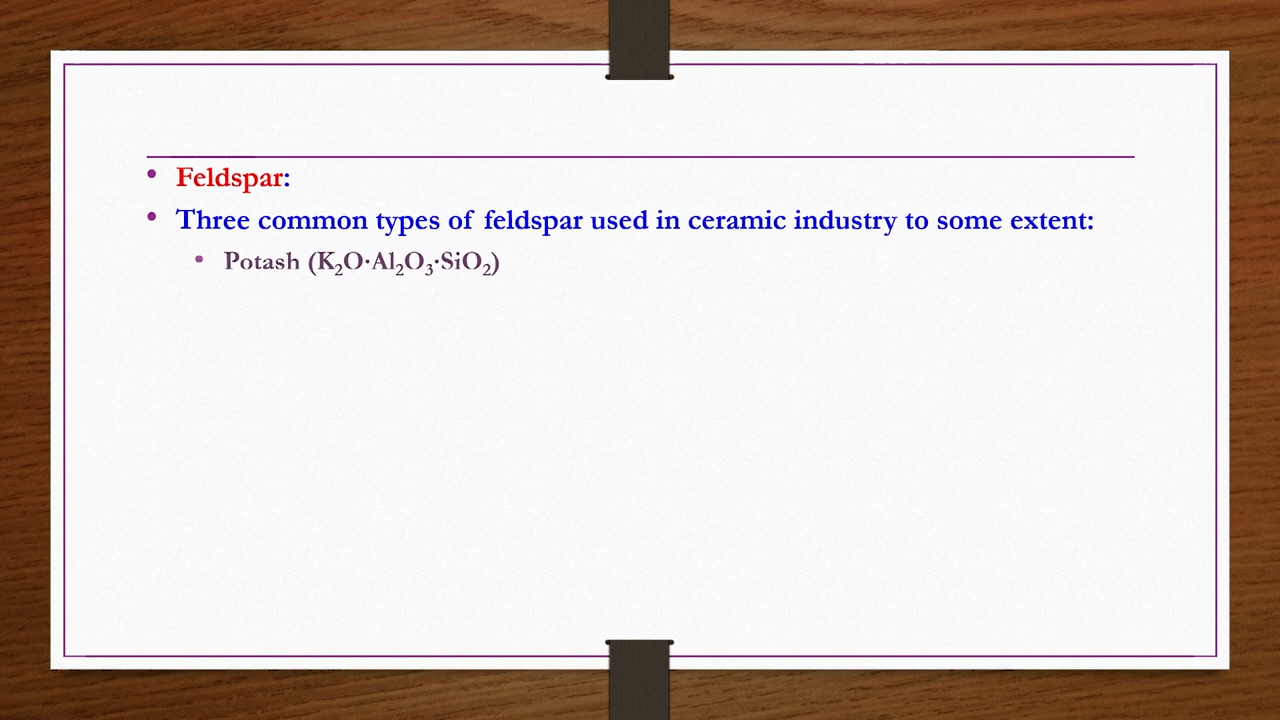 • Feldspar:
• Three common types of feldspar used in ceramic industry to some extent:
• Potash (K₂O·Al₂O₃·SiO₂)